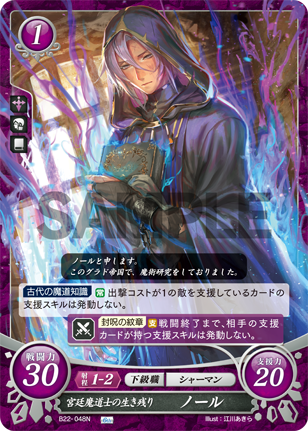 1
SAMPLE
ノールと申します。
このグラド帝国で、魔術研究をしておりました。
古代の魔道知識 常 出撃コストが1の敵を支援しているカードの
支援スキルは発動しない。
封呪の紋章 支 戦闘終了まで、相手の支援
カードが持つ支援スキルは発動しない。
戦闘力
30
射程 1-2 下級職 シャーマン
支援力
20
宮廷魔道士の生き残り ノール
B22-048N
Illust:江川あきら